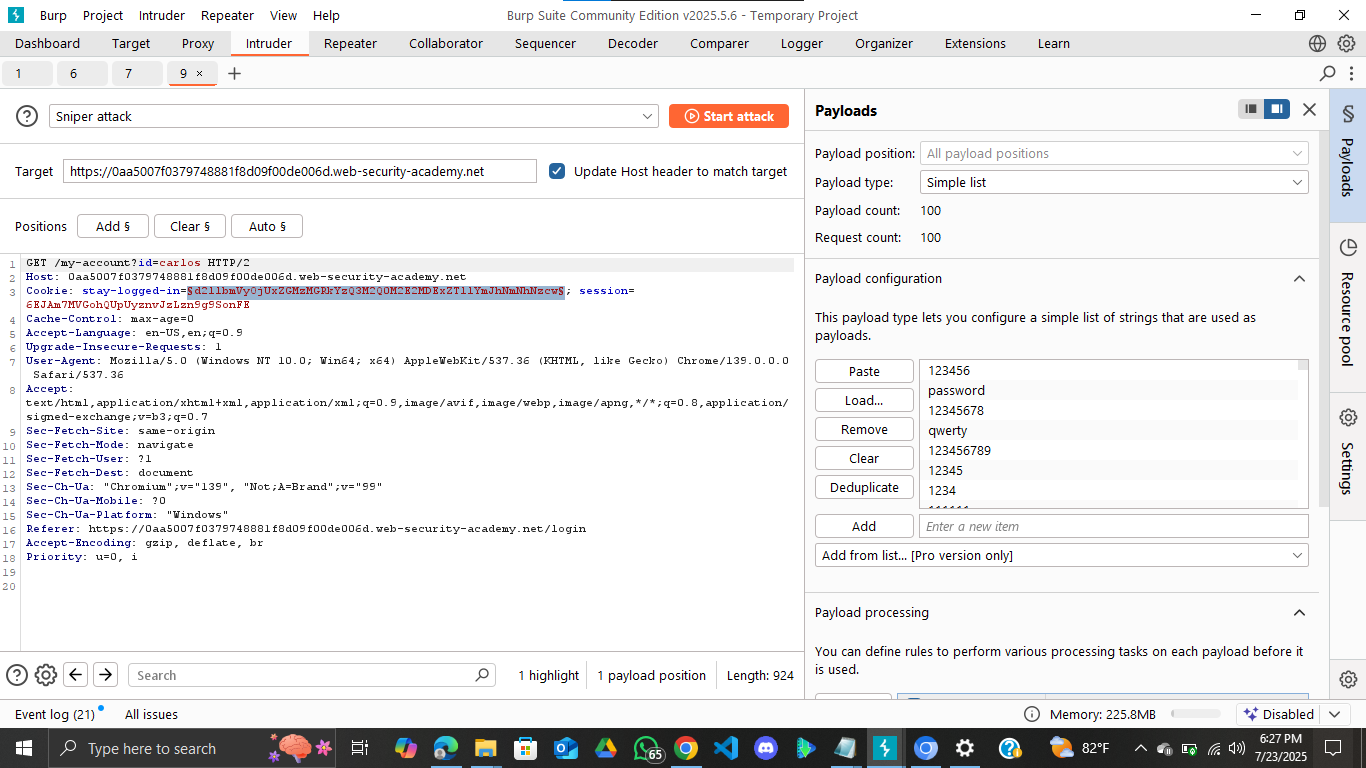 Burp Project Intruder Repeater View Help Burp Suite Community Edition v2025.5.6 - Temporary Project
Dashboard Target Proxy Intruder Repeater Collaborator Sequencer Decoder Comparer Logger Organizer Extensions Learn
1 6 7 9 ×
Sniper attack
Start attack
Target https://0aa5007f0379748881f8d09f00de006d.web-security-academy.net Update Host header to match target
Positions Add § Clear § Auto §
1 GET /my-account?id=carlos HTTP/2
2 Host: 0aa5007f0379748881f8d09f00de006d.web-security-academy.net
3 Cookie: stay-logged-in=; session=
4 Cache-Control: max-age=0
5 Accept-Language: en-US,en;q=0.9
6 Upgrade-Insecure-Requests: 1
7 User-Agent: Mozilla/5.0 (Windows NT 10.0; Win64; x64) AppleWebKit/537.36 (KHTML, like Gecko) Chrome/139.0.0.0
Safari/537.36
8 Accept:
text/html,application/xhtml+xml,application/xml;q=0.9,image/avif,image/webp,image/apng,*/*;q=0.8,application/
signed-exchange;v=b3;q=0.7
9 Sec-Fetch-Site: same-origin
10 Sec-Fetch-Mode: navigate
11 Sec-Fetch-User: ?1
12 Sec-Fetch-Dest: document
13 Sec-Ch-Ua: "Chromium";v="139", "Not;A=Brand";v="99"
14 Sec-Ch-Ua-Mobile: ?0
15 Sec-Ch-Ua-Platform: "Windows"
16 Referer: https://0aa5007f0379748881f8d09f00de006d.web-security-academy.net/login
17 Accept-Encoding: gzip, deflate, br
18 Priority: u=0, i
19
20
Search
1 highlight 1 payload position Length: 924
Payloads
Payload position: All payload positions
Payload type: Simple list
Payload count: 100
Request count: 100
Payload configuration
This payload type lets you configure a simple list of strings that are used as
payloads.
Paste
Load...
Remove
Clear
Deduplicate
123456
password
12345678
qwerty
123456789
12345
1234
111111
Add Enter a new item
Add from list... [Pro version only]
Payload processing
You can define rules to perform various processing tasks on each payload before it
is used.
§
Payloads
Resource pool
Settings
Event log (21) All issues
Memory: 225.8MB
Disabled
Type here to search
65
82°F
6:27 PM
7/23/2025